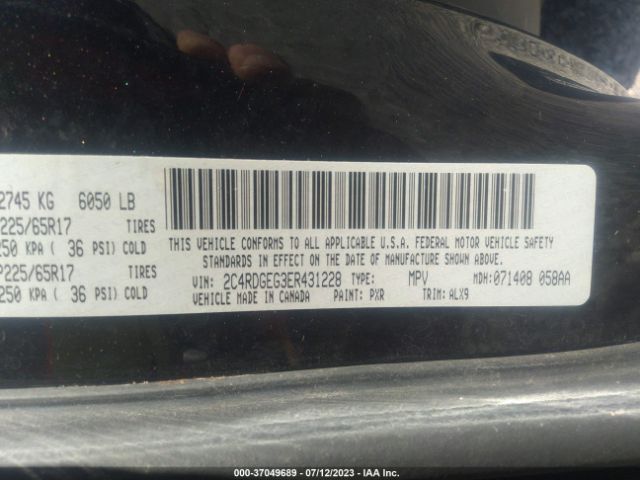 2745 KG 6050 LB
225/65R17 TIRES
250 KPA ( 36 PSI) COLD
P225/65R17 TIRES
250 KPA ( 36 PSI) COLD
THIS VEHICLE CONFORMS TO ALL APPLICABLE U.S.A. FEDERAL MOTOR VEHICLE SAFETY
STANDARDS IN EFFECT ON THE DATE OF MANUFACTURE SHOWN ABOVE.
VIN: 2C4RDGEG3ER431228 TYPE: MPV MDH:071408 058AA
VEHICLE MADE IN CANADA PAINT: PXR TRIM: ALX9
0-37049689 - 07/12/2023 - IAA Inc.